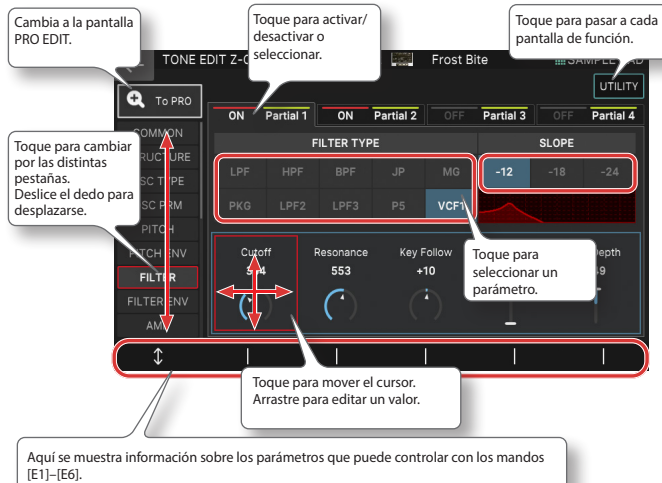 Cambia a la pantalla
PRO EDIT.
Toque para activar/
desactivar o
seleccionar.
Toque para pasar a cada
pantalla de función.
TONE EDIT
Frost Bite
UTILITY
To PRO
ON Partial 1 ON Partial 2 OFF Partial 3 OFF Partial 4
COMMON
Toque para cambiar
por las distintas
pestañas.
Deslice el dedo para
desplazarse.
PITCH
FILTER
FILTER ENV
FILTER TYPE SLOPE
LPF HPF BPF JP MG -12 -18 -24
PKG LPF2 LPF3 P5 VCF1
Toque para
seleccionar un
parámetro.
Cutoff Resonance Key Follow
553 +10
Toque para mover el cursor.
Arrastre para editar un valor.
Aquí se muestra información sobre los parámetros que puede controlar con los mandos
[E1]–[E6].